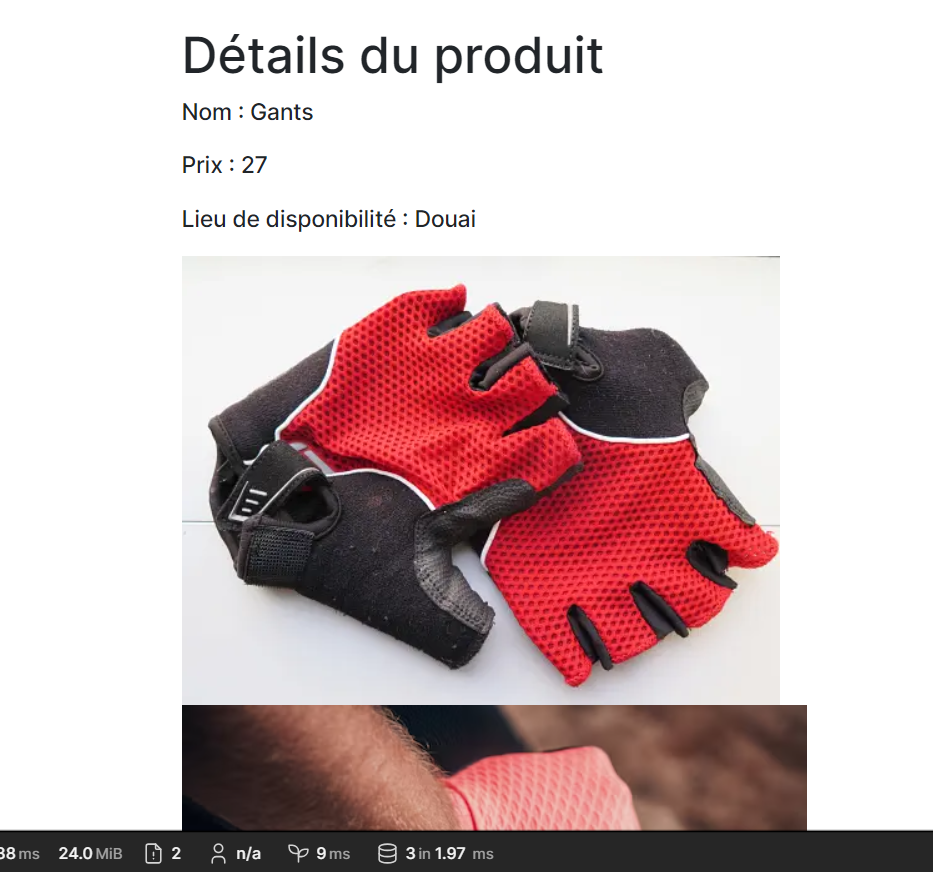 Détails du produit
Nom : Gants
Prix : 27
Lieu de disponibilité : Douai
ms 24.0 MiB 2 n/a 9 ms 3 in 1.97 ms